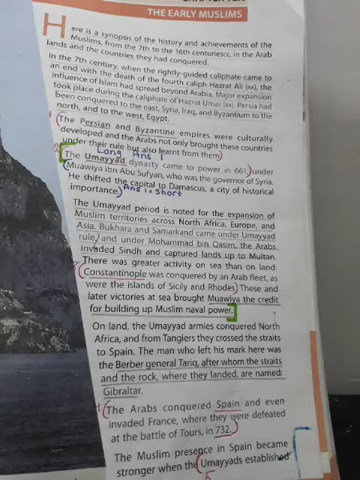 THE EARLY MUSLIMS
Here is a synopsis of the history and achievements of the
Muslims, from the 7th to the 16th centuriesx, in the Arab
lands and the countries they had conquered.
In the 7th century, when the rightly-guided caliphate came to
an end with the death of the fourth caliph Hazrat Ali (RA), the
influence of Islam had spread beyond Arabia. Major expansion
took place during the caliphate of Hazrat Umar (RA). Persia had
been conquered to the east, Syria, Iraq, and Byzantium to the
north, and to the west, Egypt.
The Persian and Byzantine empires were culturally
developed and the Arabs not only brought these countries
under their rule but also learnt from them
Long Ans 1
The Umayyad dynasty came to power in 661 under
Muawiya ibn Abu Sufyan, who was the governor of Syria.
He shifted the capital to Damascus, a city of historical
importance. Ans is short
The Umayyad period is noted for the expansion of
Muslim territories across North Africa, Europe, and
Asia. Bukhara and Samarkand came under Umayyad
rule, and under Mohammad bin Qasim, the Arabs
invaded Sindh and captured lands up to Multan.
There was greater activity on sea than on land.
Constantinople was conquered by an Arab fleet, as
were the islands of Sicily and Rhodes. These and
later victories at sea brought Muawiya the credit
for building up Muslim naval power.
On land, the Umayyad armies conquered North
Africa, and from Tangiers they crossed the straits
to Spain. The man who left his mark here was
the Berber general Tariq, after whom the straits
and the rock, where they landed, are named:
Gibraltar.
The Arabs conquered Spain and even
invaded France, where they were defeated
at the battle of Tours, in 732.
The Muslim presence in Spain became
stronger when the Umayyads established